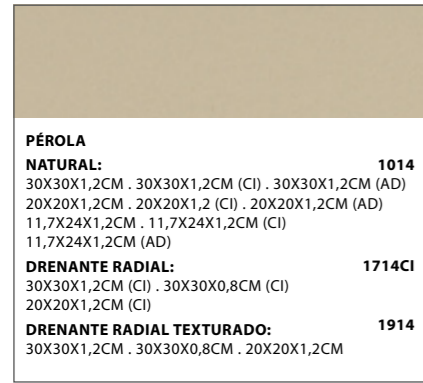 PÉROLA
NATURAL: 1014
30X30X1,2CM . 30X30X1,2CM (CI) . 30X30X1,2CM (AD)
20X20X1,2CM . 20X20X1,2 (CI) . 20X20X1,2CM (AD)
11,7X24X1,2CM . 11,7X24X1,2CM (CI)
11,7X24X1,2CM (AD)
DRENANTE RADIAL: 1714CI
30X30X1,2CM (CI) . 30X30X0,8CM (CI)
20X20X1,2CM (CI)
DRENANTE RADIAL TEXTURADO: 1914
30X30X1,2CM . 30X30X0,8CM . 20X20X1,2CM